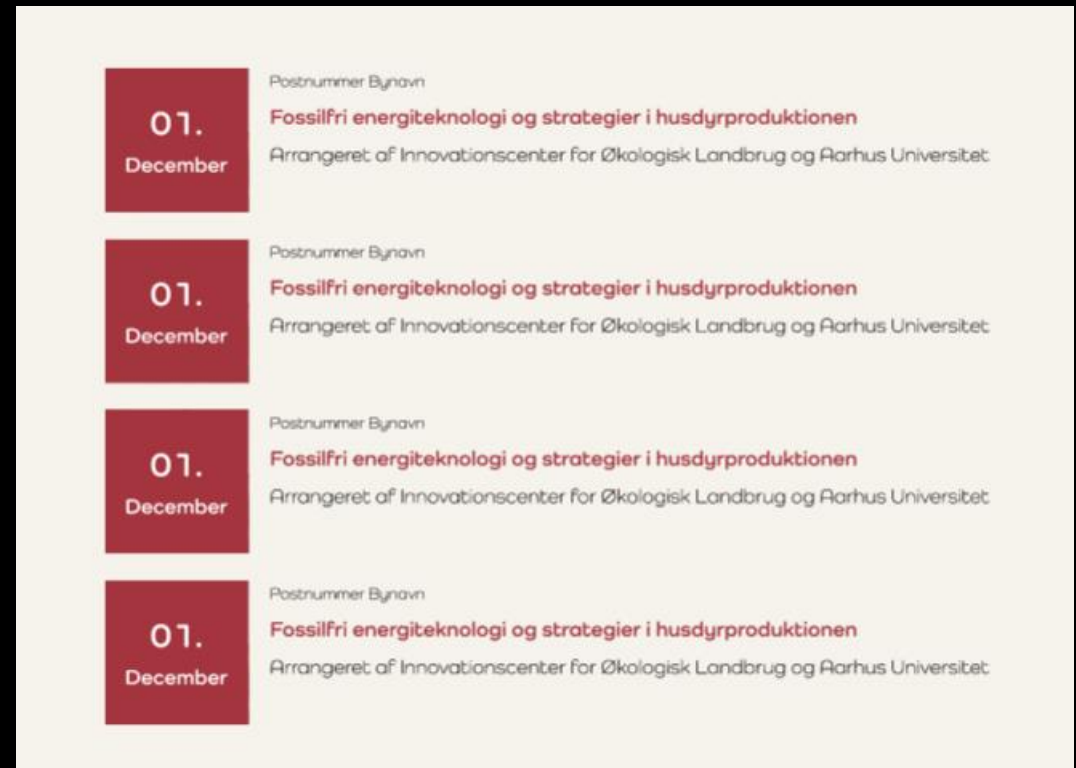 01.
December
Postnummer Bynavn
Fossilfri energiteknologi og strategier i husdyrproduktionen
Arrangeret af Innovationscenter for Økologisk Landbrug og Aarhus Universitet
01.
December
Postnummer Bynavn
Fossilfri energiteknologi og strategier i husdyrproduktionen
Arrangeret af Innovationscenter for Økologisk Landbrug og Aarhus Universitet
01.
December
Postnummer Bynavn
Fossilfri energiteknologi og strategier i husdyrproduktionen
Arrangeret af Innovationscenter for Økologisk Landbrug og Aarhus Universitet
01.
December
Postnummer Bynavn
Fossilfri energiteknologi og strategier i husdyrproduktionen
Arrangeret af Innovationscenter for Økologisk Landbrug og Aarhus Universitet